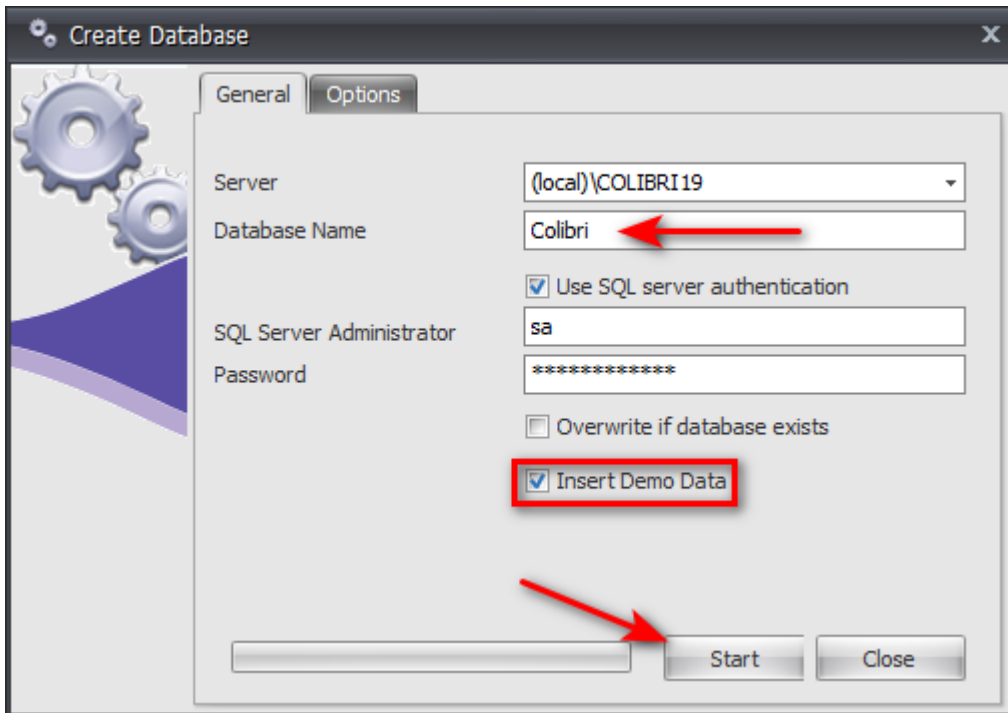 Create Database
x
General Options
Server (local)\COLIBRI19
Database Name Colibri
Use SQL server authentication
SQL Server Administrator sa
Password ************
Overwrite if database exists
Insert Demo Data
Start Close